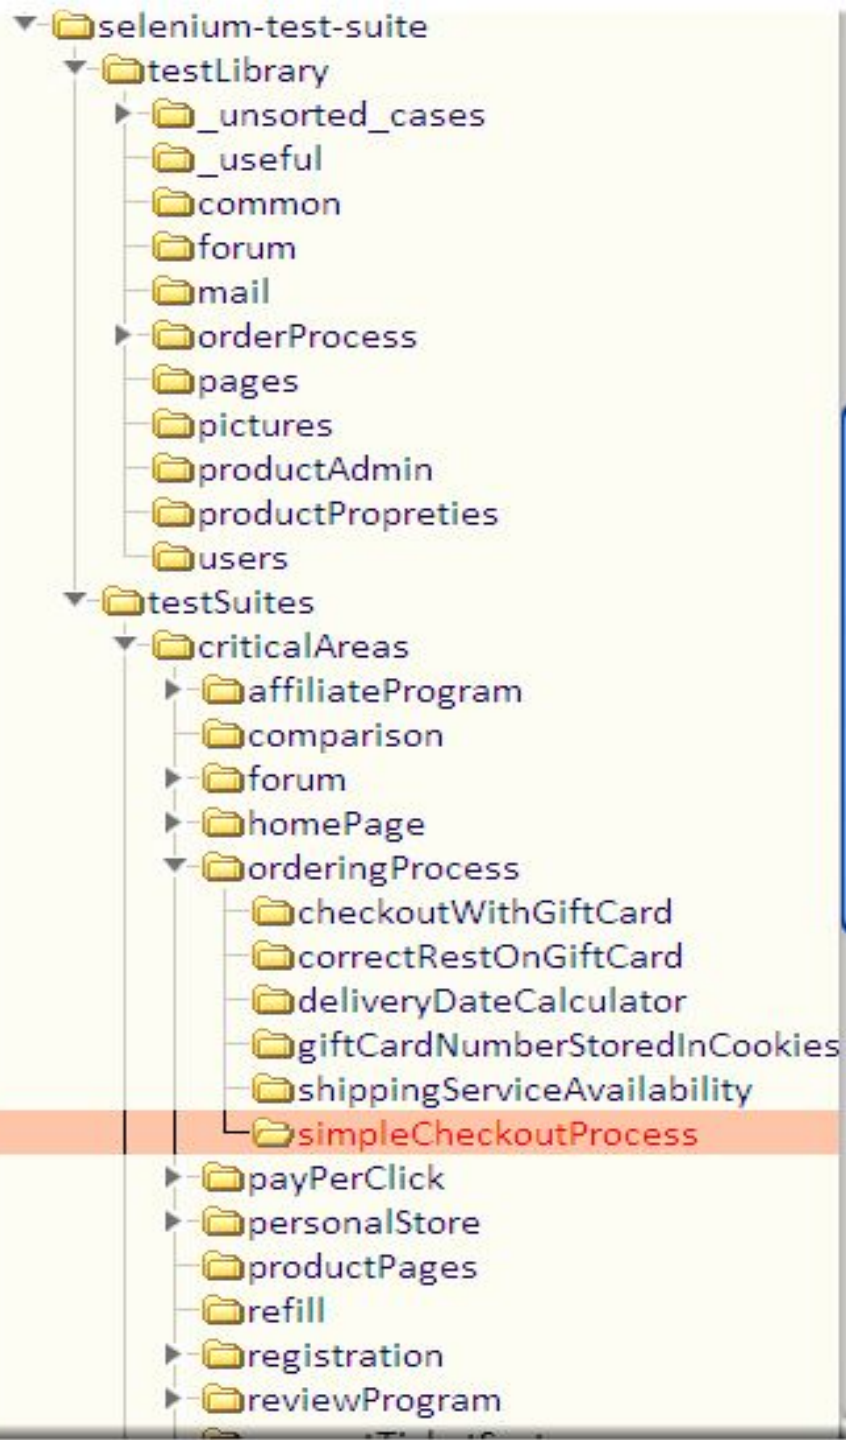 selenium-test-suite
testLibrary
_unsorted_cases
_useful
common
forum
mail
orderProcess
pages
pictures
productAdmin
productPropreties
users
testSuites
criticalAreas
affiliateProgram
comparison
forum
homePage
orderingProcess
checkoutWithGiftCard
correctRestOnGiftCard
deliveryDateCalculator
giftCardNumberStoredInCookies
shippingServiceAvailability
simpleCheckoutProcess
payPerClick
personalStore
productPages
refill
registration
reviewProgram